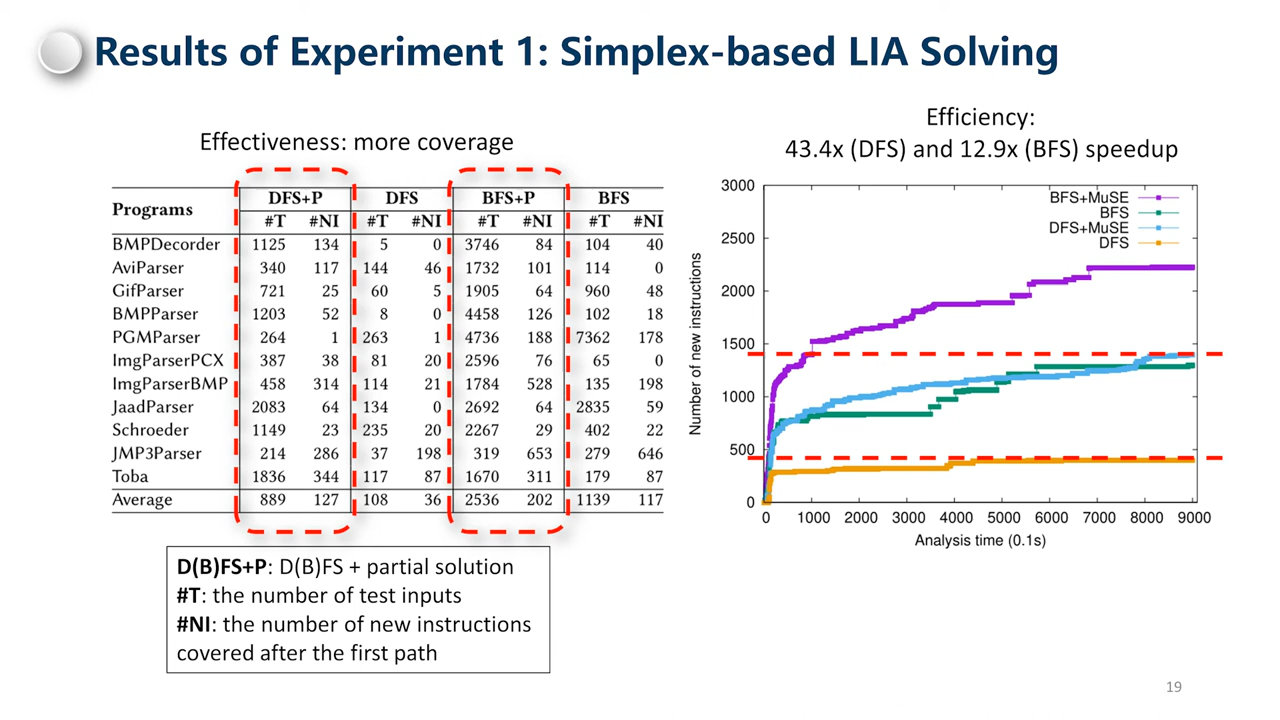 Results of Experiment 1: Simplex-based LIA Solving
Effectiveness: more coverage
Programs DFS+P DFS BFS+P BFS
#T #NI #T #NI #T #NI #T #NI
BMPDecorder 1125 134 5 0 3746 84 104 40
AviParser 340 117 144 46 1732 101 114 0
GifParser 721 25 60 5 1905 64 960 48
BMPParser 1203 52 8 0 4458 126 102 18
PGMParser 264 1 263 1 4736 188 7362 178
ImgParserPCX 387 38 81 20 2596 76 65 0
ImgParserBMP 458 314 114 21 1784 528 135 198
JaadParser 2083 64 134 0 2692 64 2835 59
Schroeder 1149 23 235 20 2267 29 402 22
JMP3Parser 214 286 37 198 319 653 279 646
Toba 1836 344 117 87 1670 311 179 87
Average 889 127 108 36 2536 202 1139 117
D(B)FS+P: D(B)FS + partial solution
#T: the number of test inputs
#NI: the number of new instructions
covered after the first path
Efficiency:
43.4x (DFS) and 12.9x (BFS) speedup
BFS+MuSE
BFS
DFS+MuSE
DFS
Number of new instructions
3000
2500
2000
1500
1000
500
0
0 1000 2000 3000 4000 5000 6000 7000 8000 9000
Analysis time (0.1s)
19